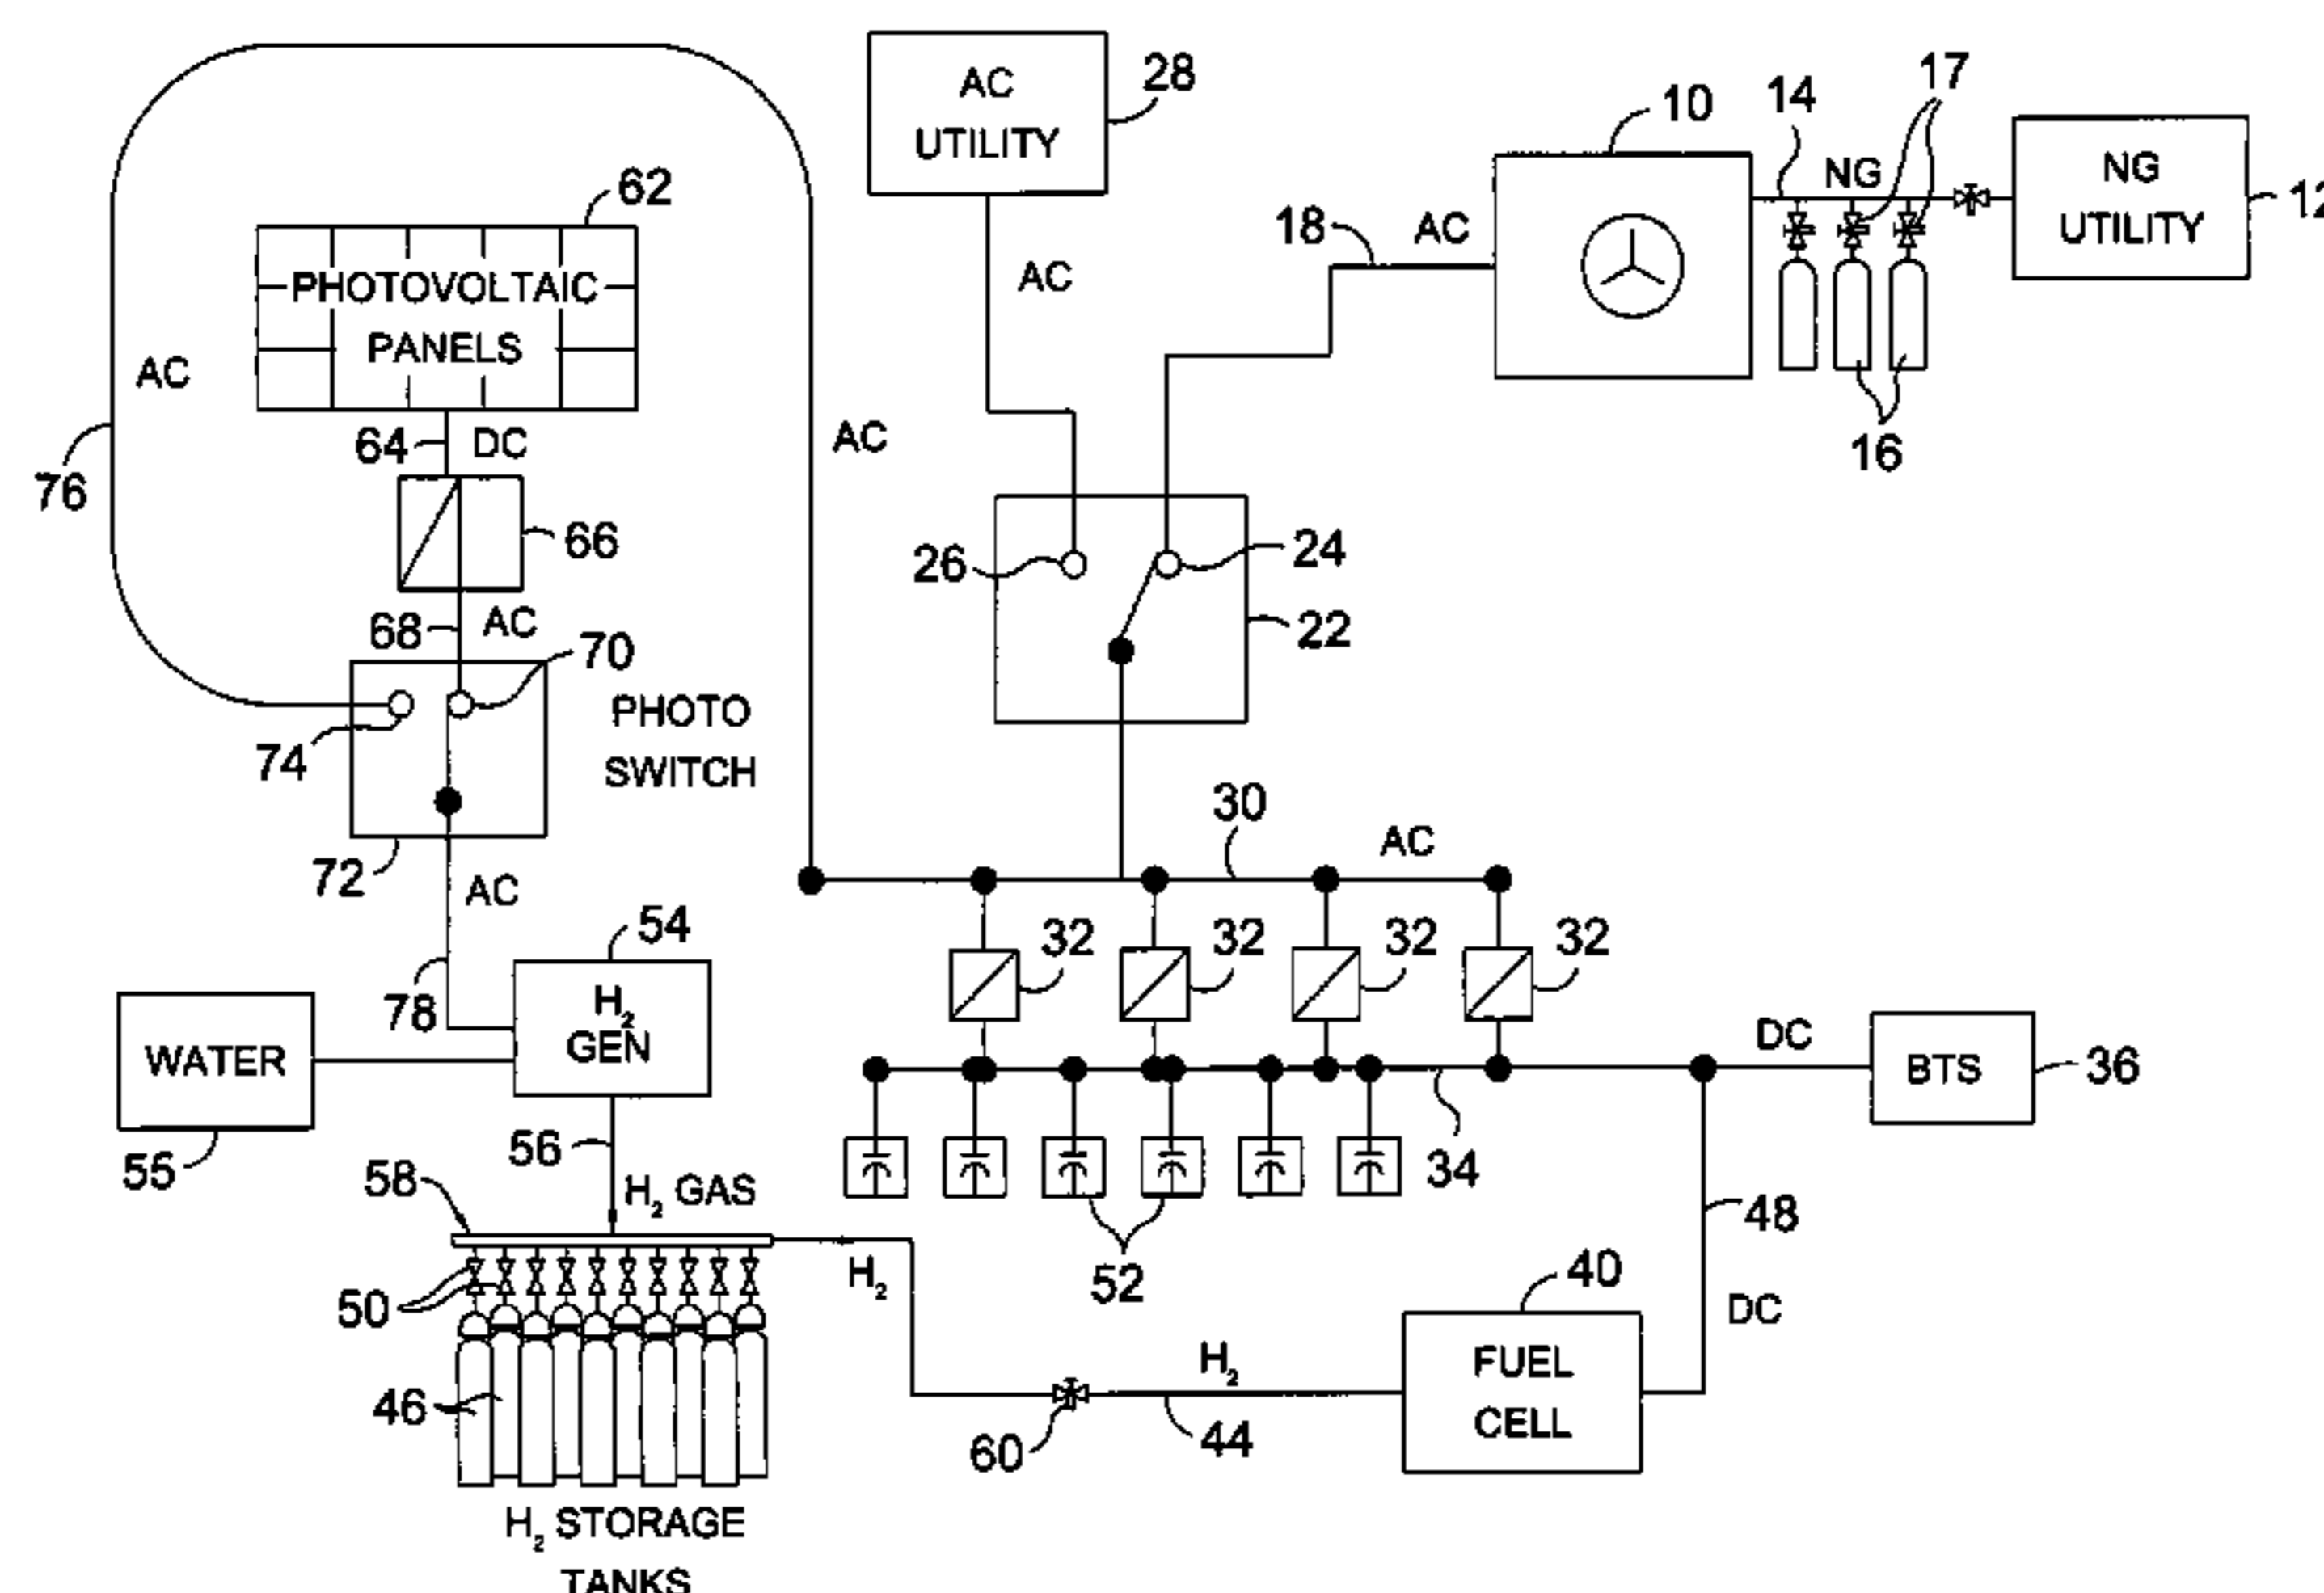 AC
UTILITY
28
10
14
17
NG
NG
UTILITY
12
62
PHOTOVOLTAIC
PANELS
18
AC
AC
AC
76
64
DC
AC
16
66
26
24
22
68
AC
70
74
PHOTO
SWITCH
72
AC
30
AC
54
32
32
32
32
78
H₂
GEN
WATER
55
DC
BTS
36
56
58
H₂ GAS
34
48
50
H₂
52
40
DC
46
H₂
FUEL
CELL
60
44
H₂ STORAGE
TANKS